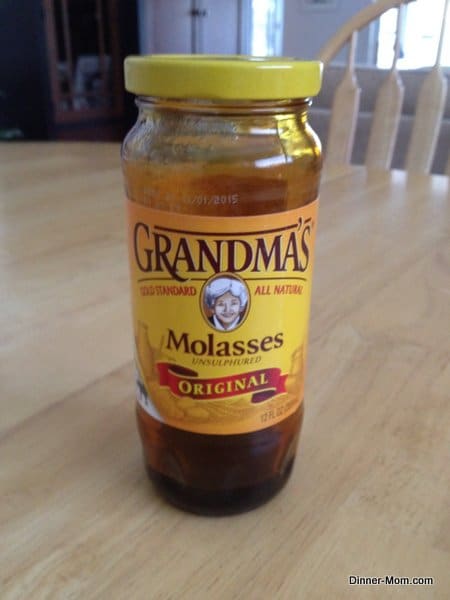 /01/2015
GRANDMA'S
GOLD STANDARD ALL NATURAL
Molasses
UNSULPHURED
ORIGINAL
12 FL OZ
Dinner-Mom.com